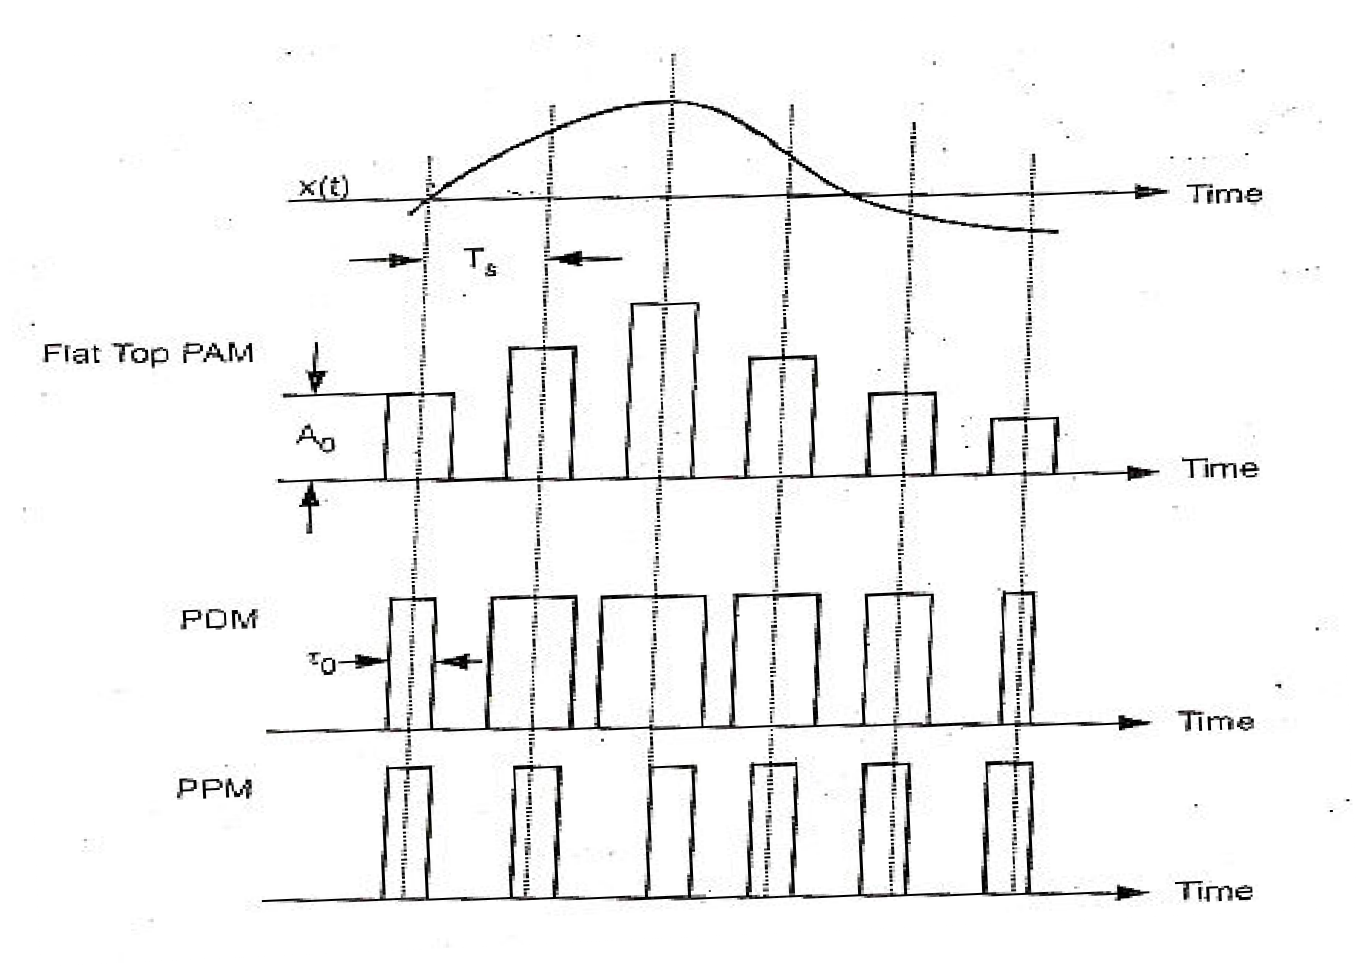 x(t)
Time
Ts
Flat Top PAM
A0
Time
PDM
τ0
Time
PPM
Time